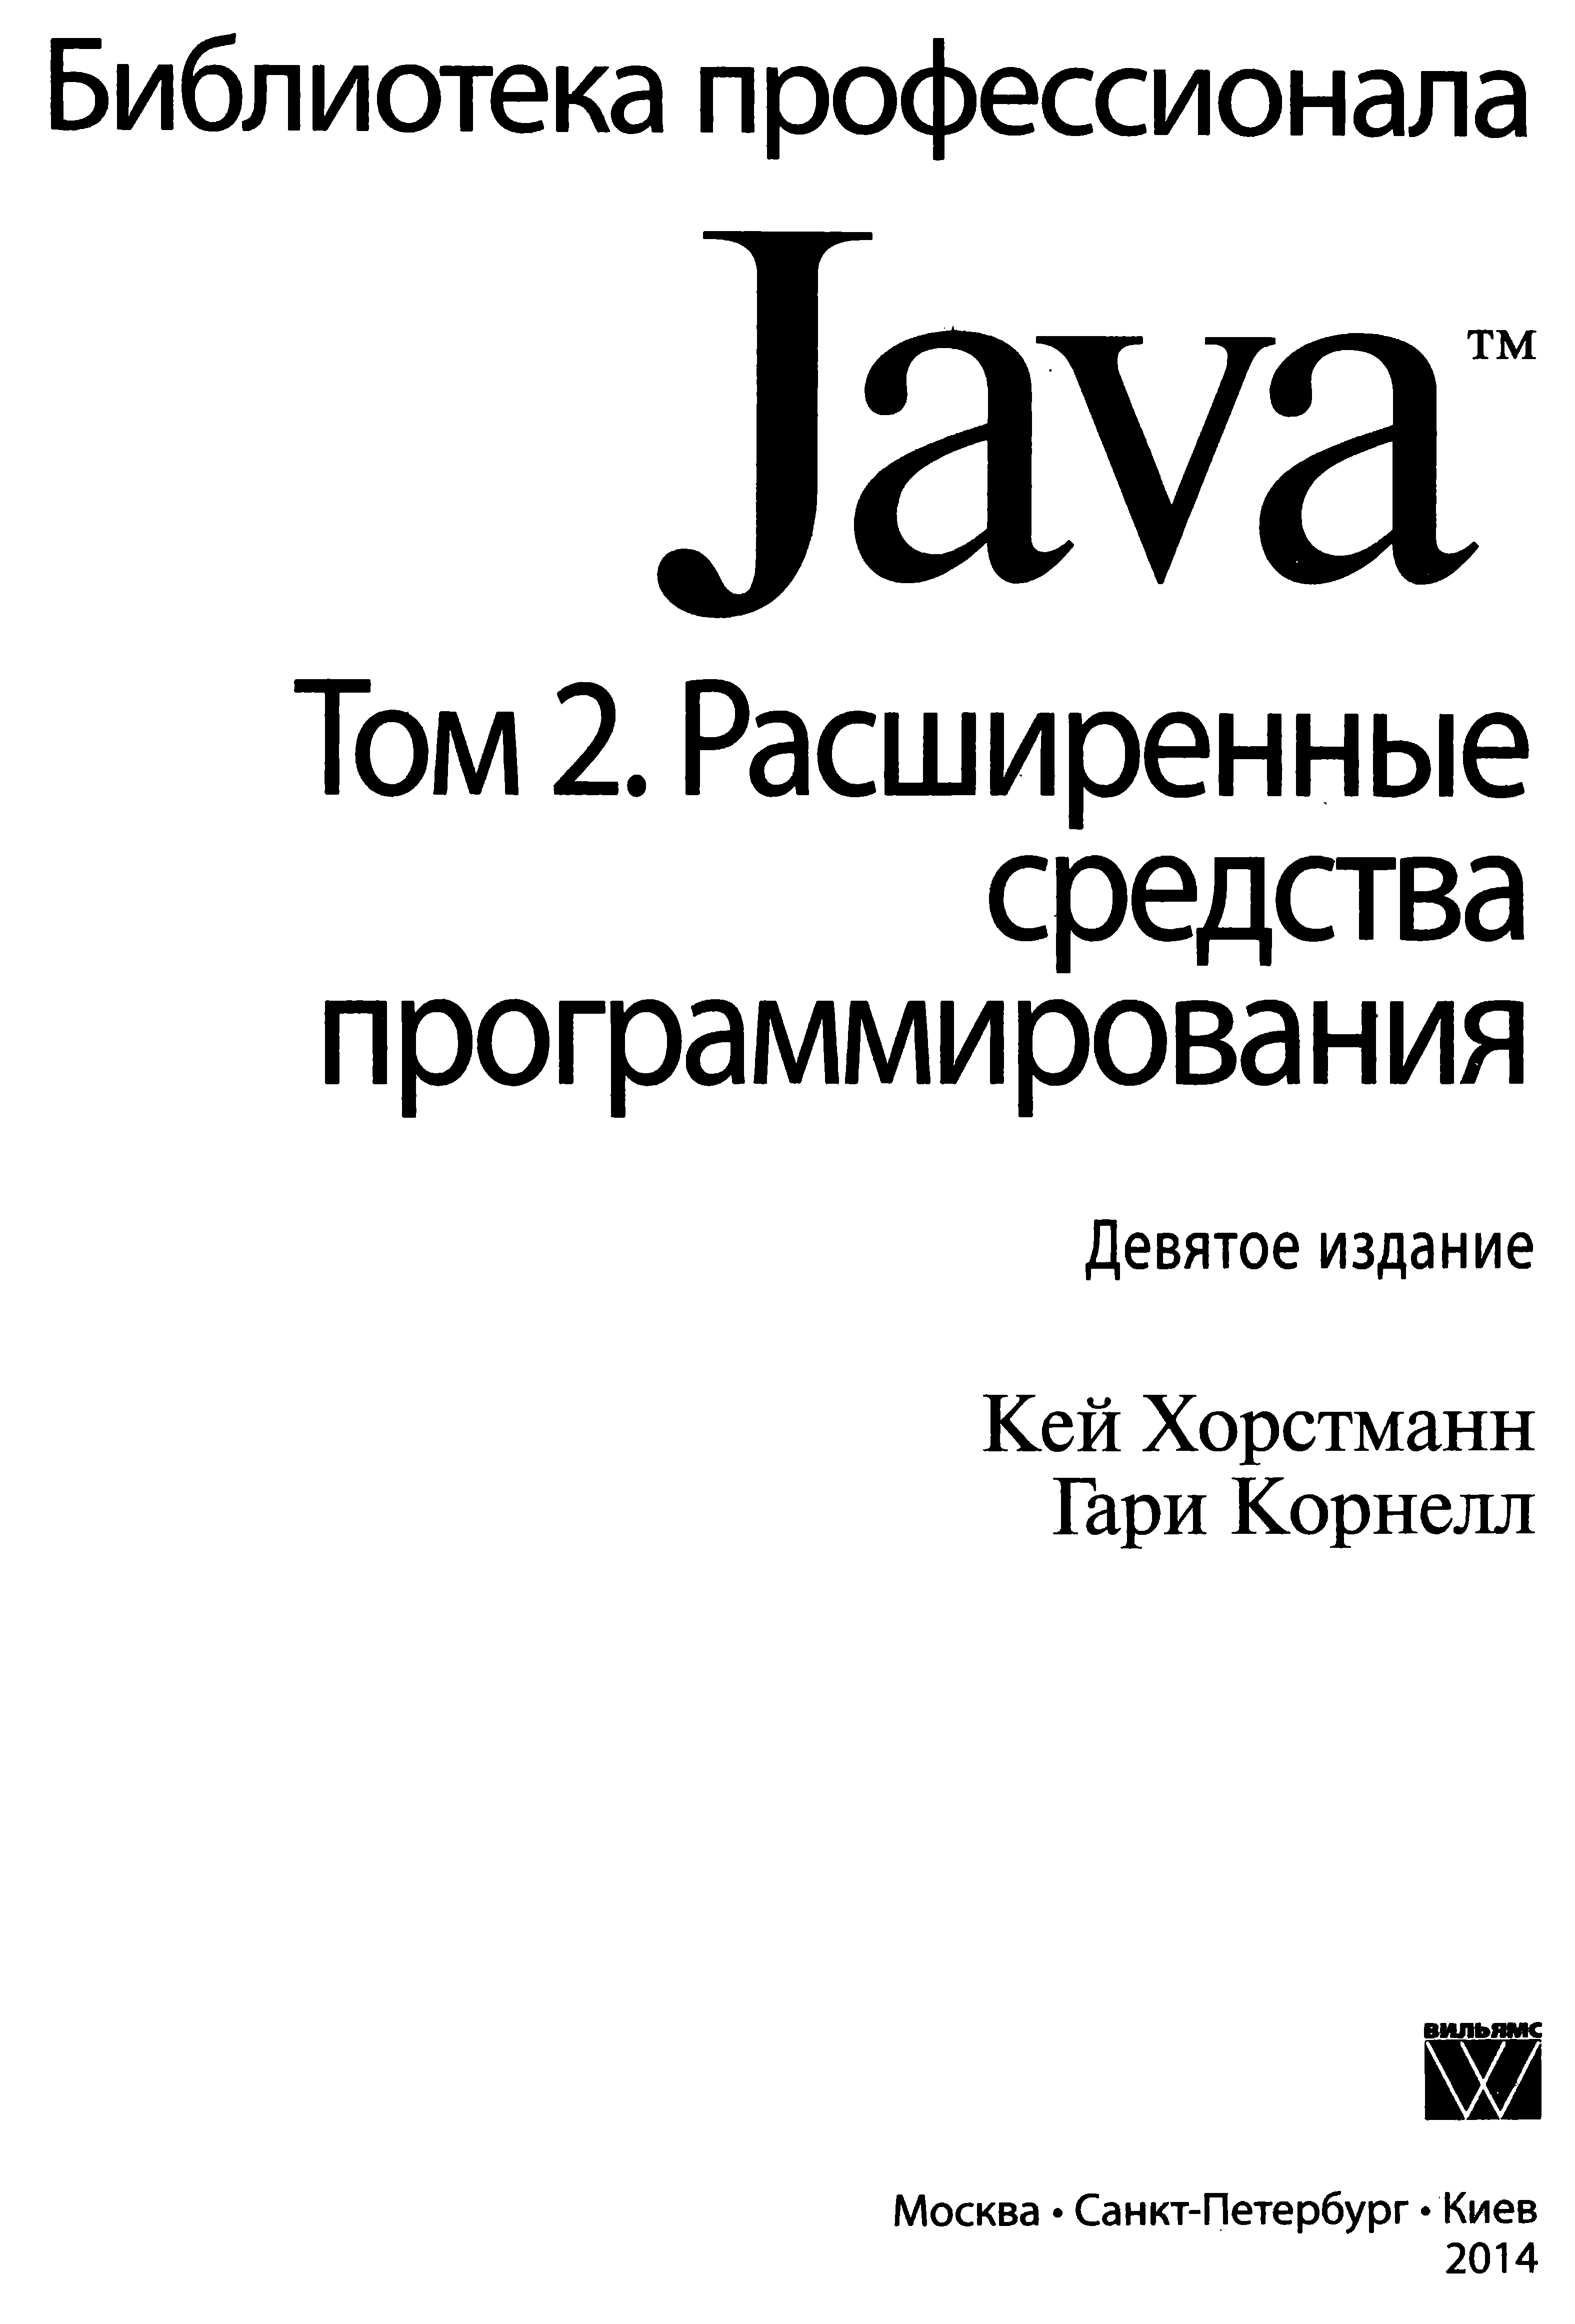 Библиотека профессионала
Java™
Том 2. Расширенные
средства
программирования
Девятое издание
Кей Хорстманн
Гари Корнелл
ВИЛЬЯМС
Москва • Санкт-Петербург • Киев
2014